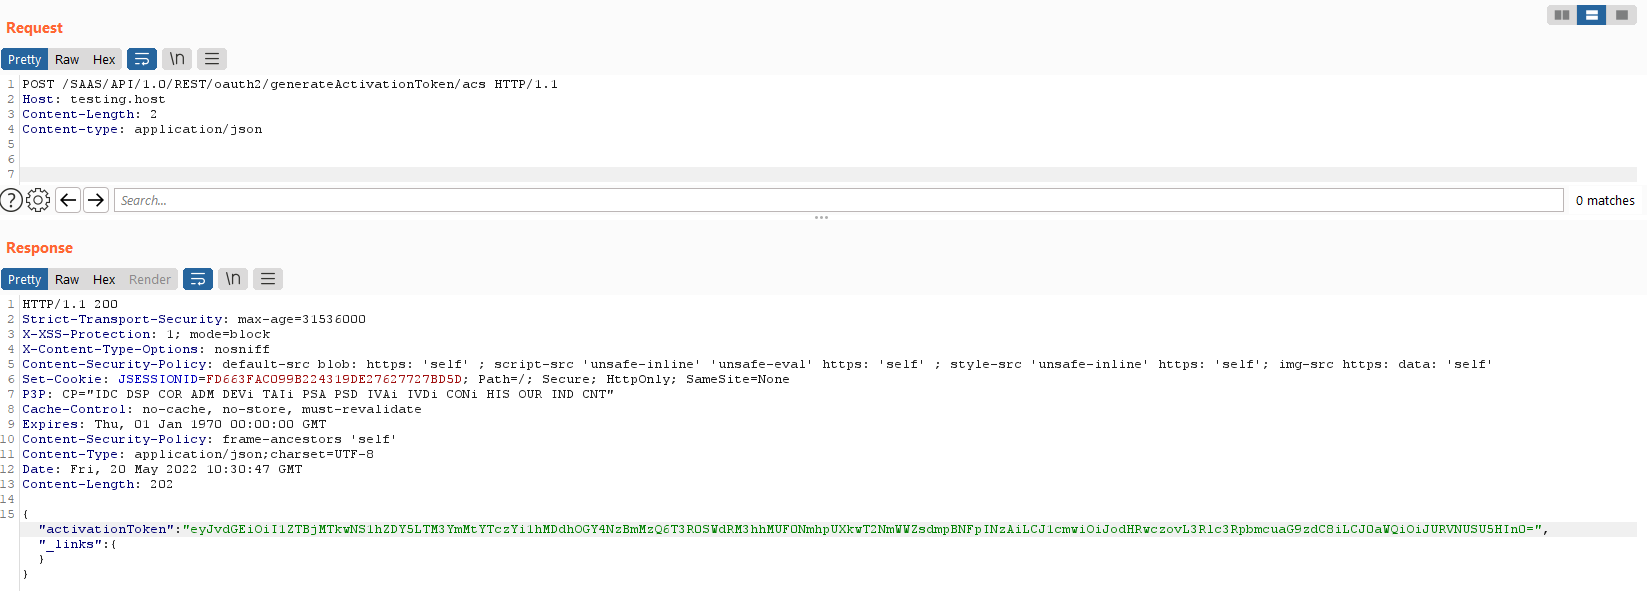 Request
Pretty Raw Hex \n
1 POST /SAAS/API/1.0/REST/oauth2/generateActivationToken/acs HTTP/1.1
2 Host: testing.host
3 Content-Length: 2
4 Content-type: application/json
5
6
7
Search... 0 matches
Response
Pretty Raw Hex Render \n
1 HTTP/1.1 200
2 Strict-Transport-Security: max-age=31536000
3 X-XSS-Protection: 1; mode=block
4 X-Content-Type-Options: nosniff
5 Content-Security-Policy: default-src blob: https: 'self' ; script-src 'unsafe-inline' 'unsafe-eval' https: 'self' ; style-src 'unsafe-inline' https: 'self'; img-src https: data: 'self'
6 Set-Cookie: JSESSIONID=FD663FAC099B224319DE27627727BD5D; Path=/; Secure; HttpOnly; SameSite=None
7 P3P: CP="IDC DSP COR ADM DEVi TAIi PSA PSD IVAi IVDi CONi HIS OUR IND CNT"
8 Cache-Control: no-cache, no-store, must-revalidate
9 Expires: Thu, 01 Jan 1970 00:00:00 GMT
10 Content-Security-Policy: frame-ancestors 'self'
11 Content-Type: application/json;charset=UTF-8
12 Date: Fri, 20 May 2022 10:30:47 GMT
13 Content-Length: 202
14
15 {
"activationToken":"eyJvdGEiOiI1ZTBjMTkwNS1hZDY5LTM3YmMtYTczYi1hMDdhOGY4NzBmMzQ6T3R0SWdRM3hhMUF0NmhpUXkwT2NmWWZsdmpBNFpINzAiLCJ1cmwiOiJodHRwczovL3Rlc3RpbmcuaG9zdC8iLCJ0aWQiOiJURVNUSU5HIn0=",
"_links":{
}
}